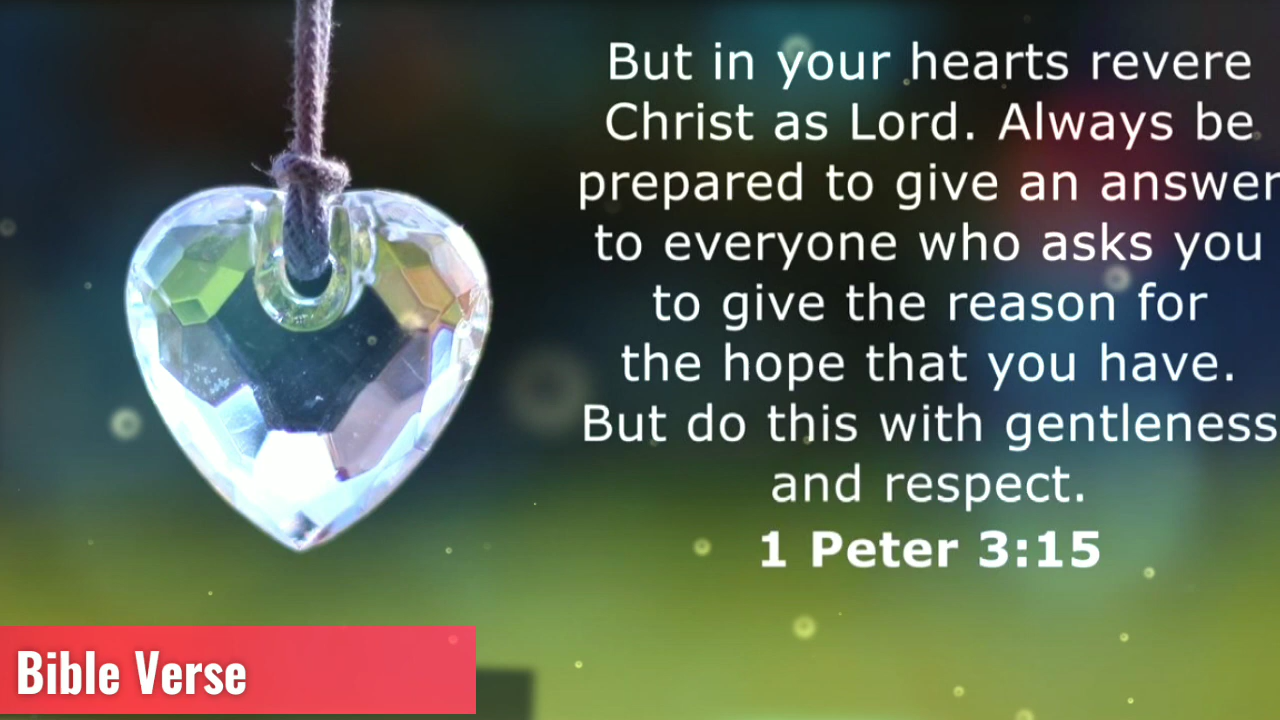 But in your hearts revere
Christ as Lord. Always be
prepared to give an answer
to everyone who asks you
to give the reason for
the hope that you have.
But do this with gentleness
and respect.
1 Peter 3:15
Bible Verse